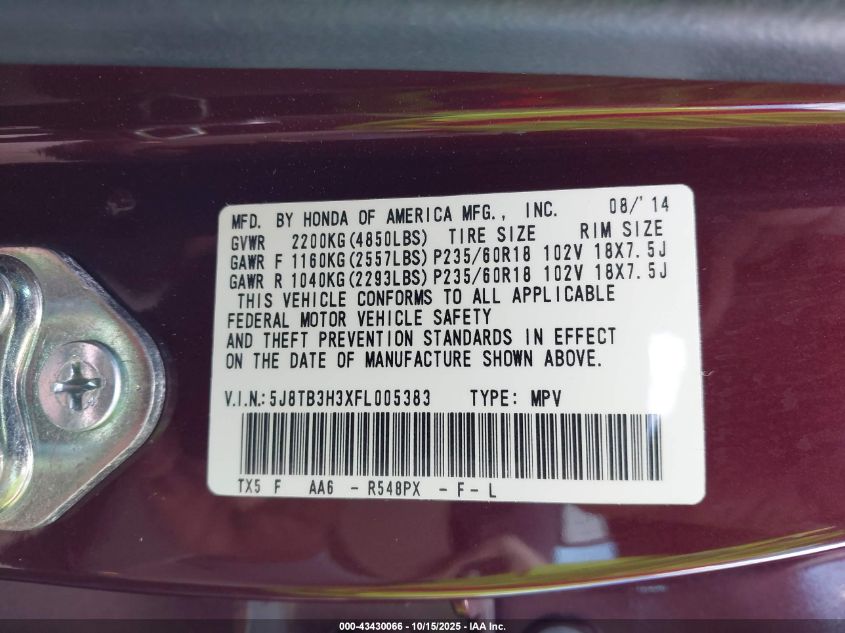 MFD. BY HONDA OF AMERICA MFG., INC. 08/'14
GVWR 2200KG(4850LBS) TIRE SIZE RIM SIZE
GAWR F 1160KG(2557LBS)P235/60R18 102V 18X7.5J
GAWR R 1040KG(2293LBS)P235/60R18 102V 18X7.5J
THIS VEHICLE CONFORMS TO ALL APPLICABLE
FEDERAL MOTOR VEHICLE SAFETY
AND THEFT PREVENTION STANDARDS IN EFFECT
ON THE DATE OF MANUFACTURE SHOWN ABOVE.
V.I.N.:5J8TB3H3XFL005383 TYPE: MPV
TX5 F AA6 - R548PX - F - L
000-43430066 - 10/15/2025 - IAA Inc.